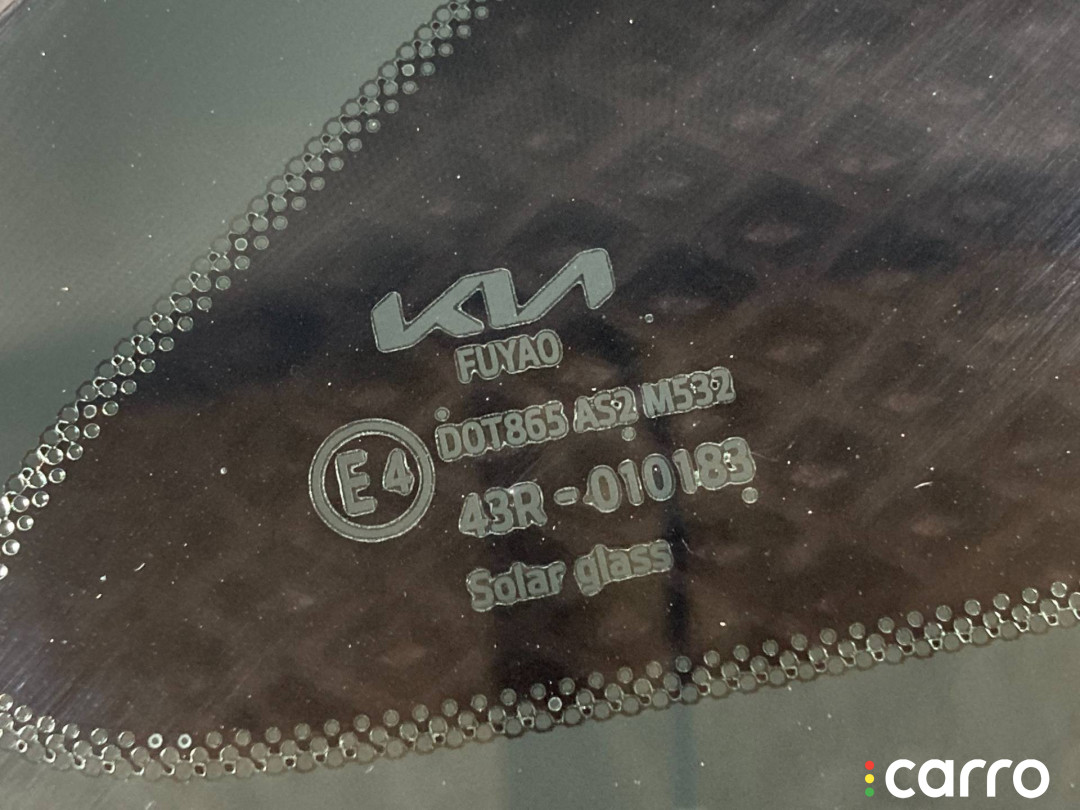 KIA
FUYAO
DOT865 AS2 M532
E4
43R - 010183
Solar glass
carro